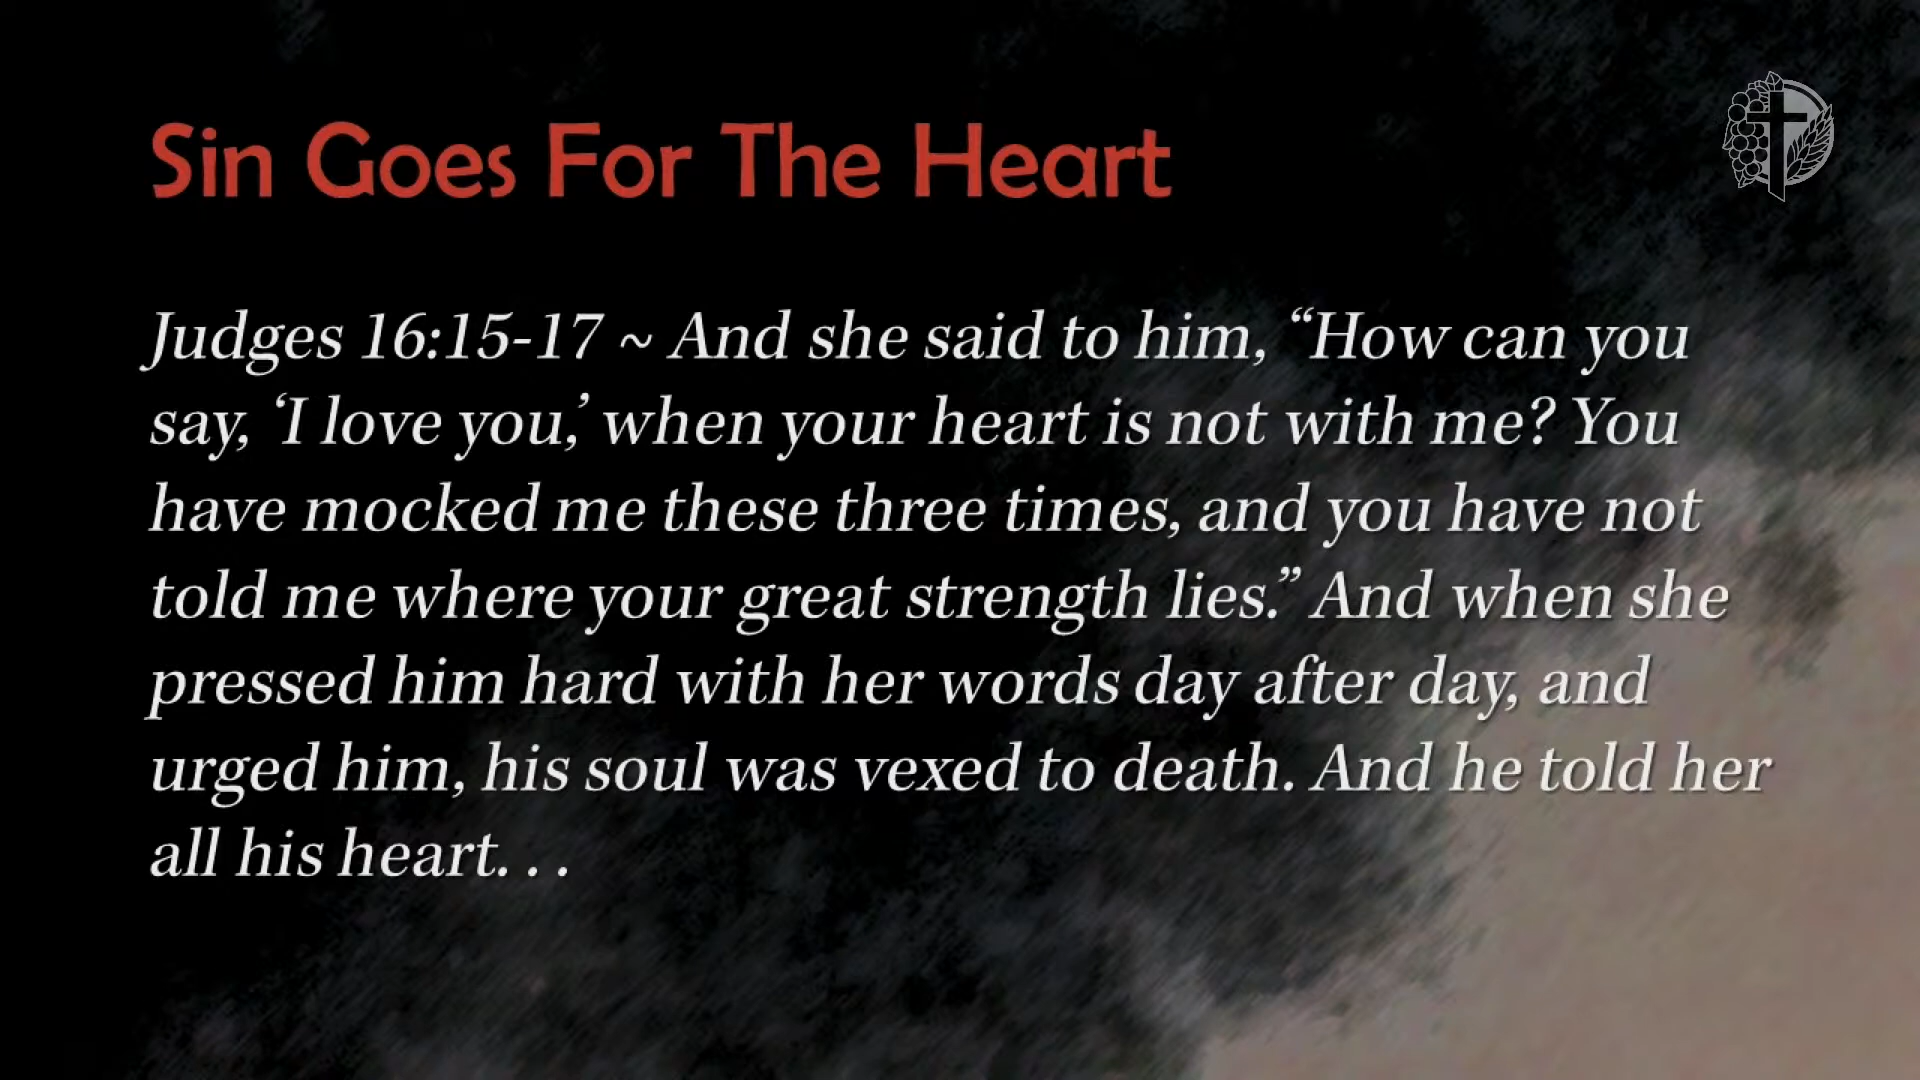 Sin Goes For The Heart
Judges 16:15-17 ~ And she said to him, “How can you
say, ‘I love you,’ when your heart is not with me? You
have mocked me these three times, and you have not
told me where your great strength lies.” And when she
pressed him hard with her words day after day, and
urged him, his soul was vexed to death. And he told her
all his heart. . .